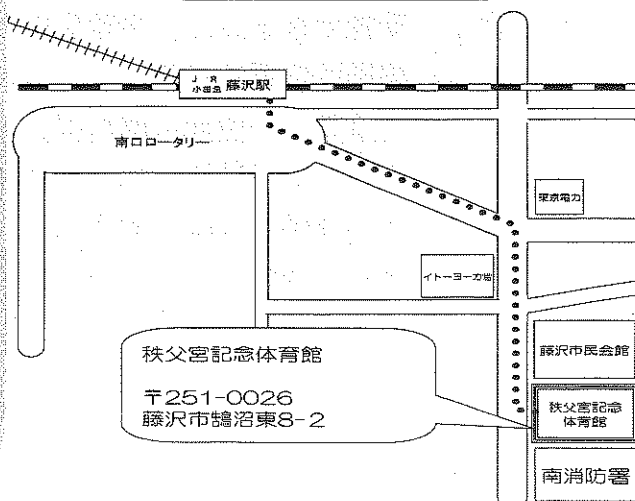 JR
小田急 藤沢駅
南口ロータリー
東京電力
イトーヨーカ堂
藤沢市民会館
秩父宮記念体育館
〒251-0026
藤沢市鵠沼東8-2
秩父宮記念
体育館
南消防署